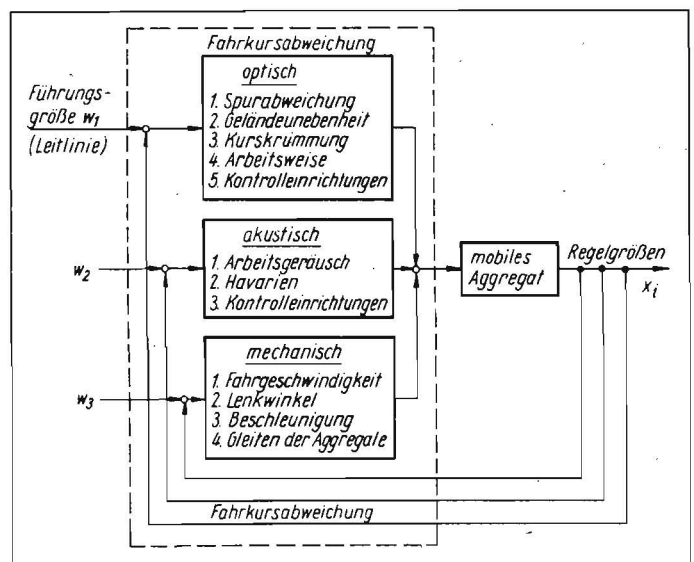 Fahrkursabweichung
optisch
1. Spurabweichung
2. Geländeunebenheit
3. Kurskrümmung
4. Arbeitsweise
5. Kontrolleinrichtungen
Führungs-
größe w1
(Leitlinie)
akustisch
1. Arbeitsgeräusch
2. Havarien
3. Kontrolleinrichtungen
w2
mobiles
Aggregat
Regelgrößen
xi
mechanisch
1. Fahrgeschwindigkeit
2. Lenkwinkel
3. Beschleunigung
4. Gleiten der Aggregale
w3
Fahrkursabweichung